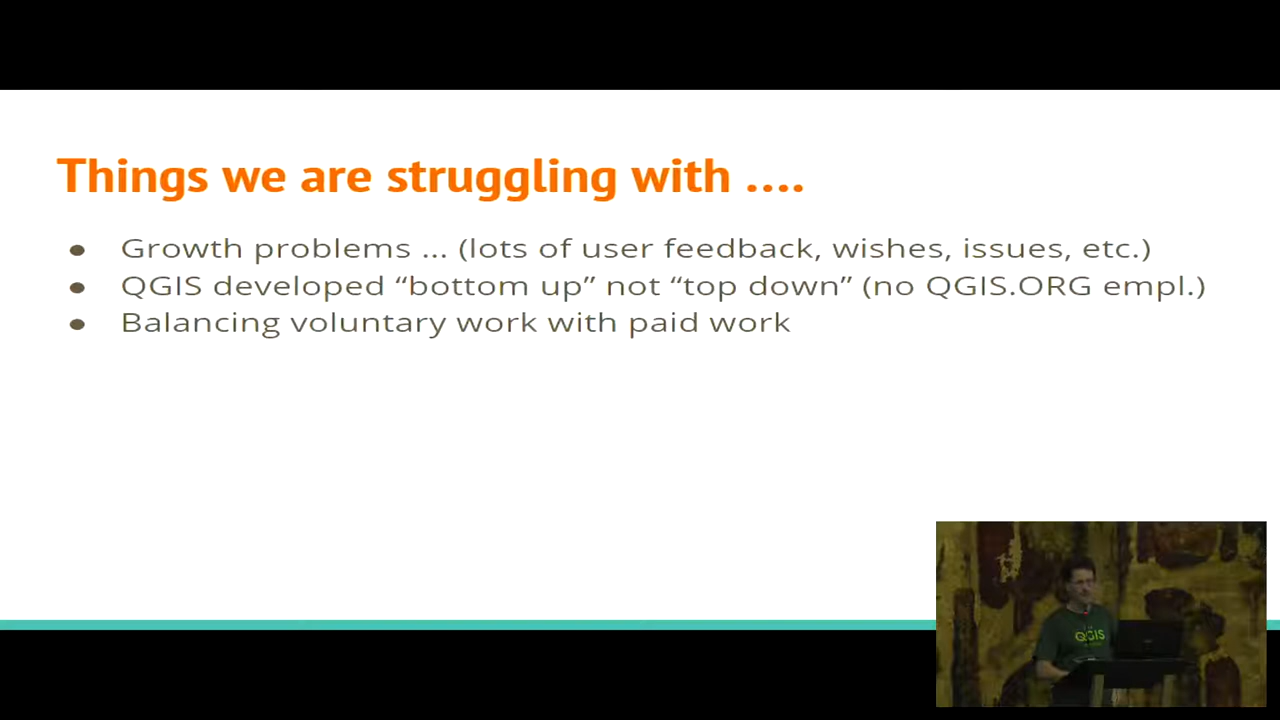 Things we are struggling with ....
● Growth problems ... (lots of user feedback, wishes, issues, etc.)
● QGIS developed “bottom up” not “top down” (no QGIS.ORG empl.)
● Balancing voluntary work with paid work
QGIS